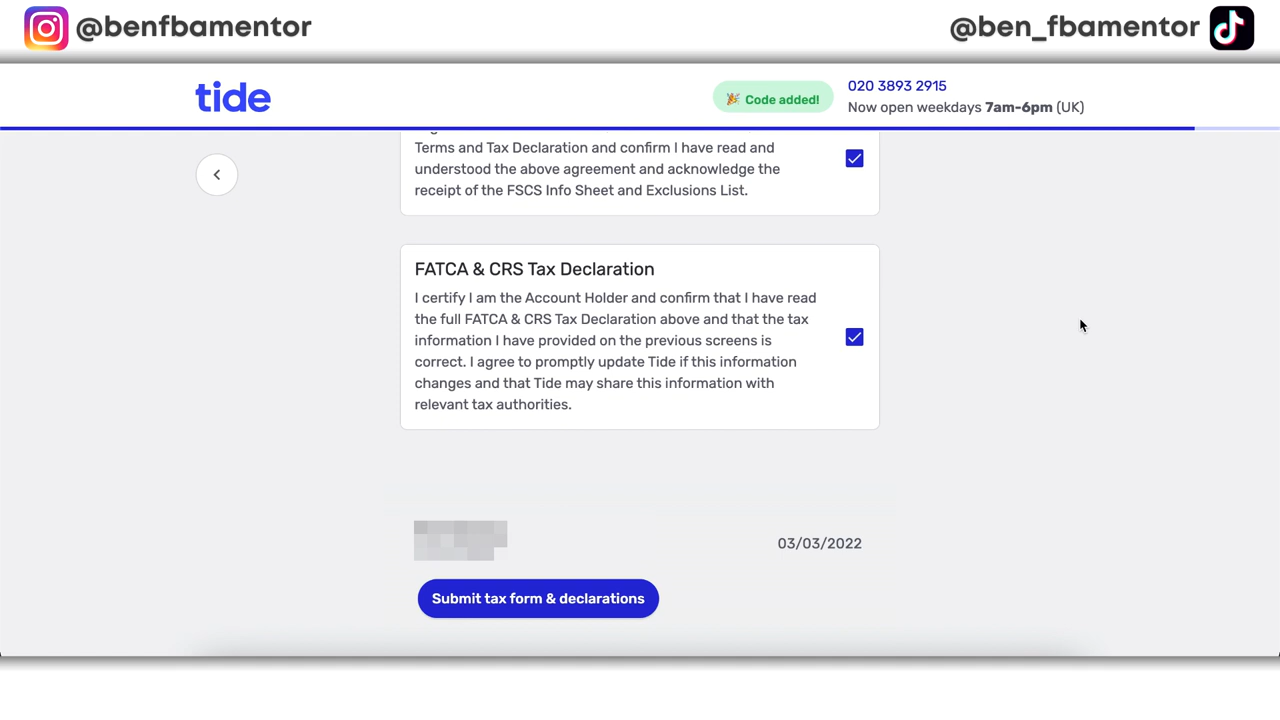 @benfbamentor
@ben_fbamentor
tide
Code added!
020 3893 2915
Now open weekdays 7am-6pm (UK)
Terms and Tax Declaration and confirm I have read and
understood the above agreement and acknowledge the
receipt of the FSCS Info Sheet and Exclusions List.
FATCA & CRS Tax Declaration
I certify I am the Account Holder and confirm that I have read
the full FATCA & CRS Tax Declaration above and that the tax
information I have provided on the previous screens is
correct. I agree to promptly update Tide if this information
changes and that Tide may share this information with
relevant tax authorities.
03/03/2022
Submit tax form & declarations